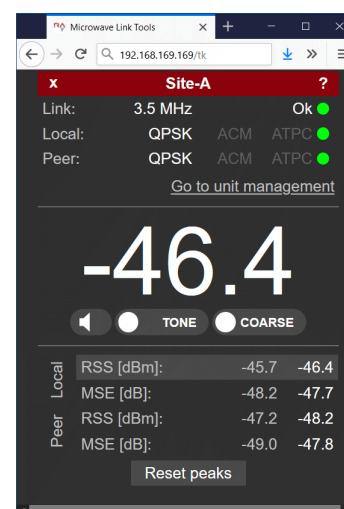 Microwave Link Tools
192.168.169.169/tk
x Site-A ?
Link: 3.5 MHz Ok
Local: QPSK ACM ATPC
Peer: QPSK ACM ATPC
Go to unit management
-46.4
TONE COARSE
Local
RSS [dBm]: -45.7 -46.4
MSE [dB]: -48.2 -47.7
Peer
RSS [dBm]: -47.2 -48.2
MSE [dB]: -49.0 -47.8
Reset peaks